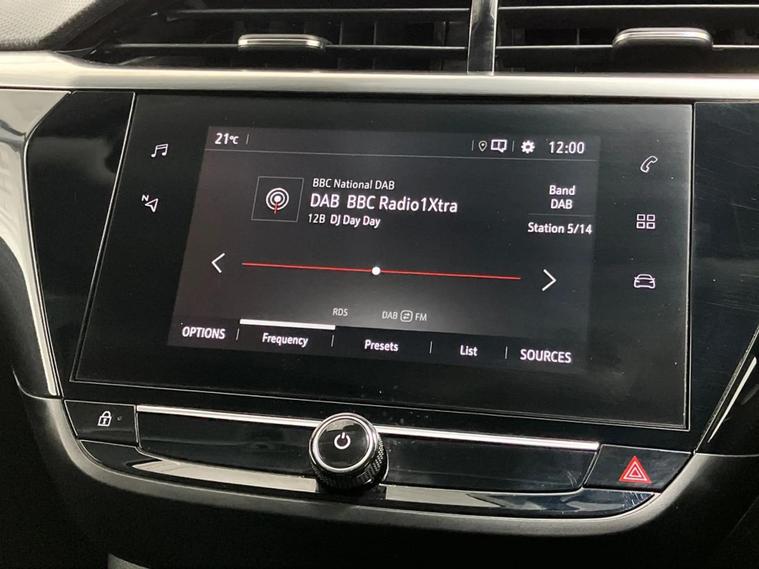 21°C
12:00
BBC National DAB
DAB BBC Radio1Xtra
12B DJ Day Day
Band
DAB
Station 5/14
RDS
DAB FM
OPTIONS
Frequency
Presets
List
SOURCES
N